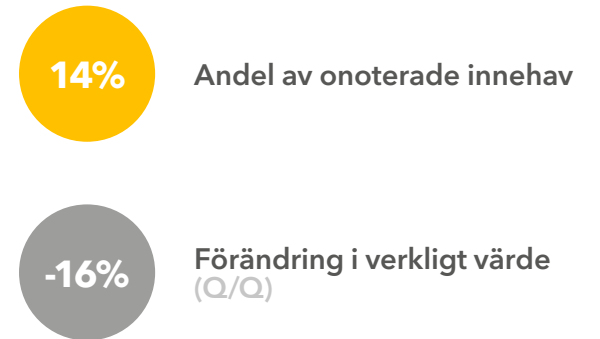 14%
Andel av onoterade innehav
-16%
Förändring i verkligt värde
(Q/Q)